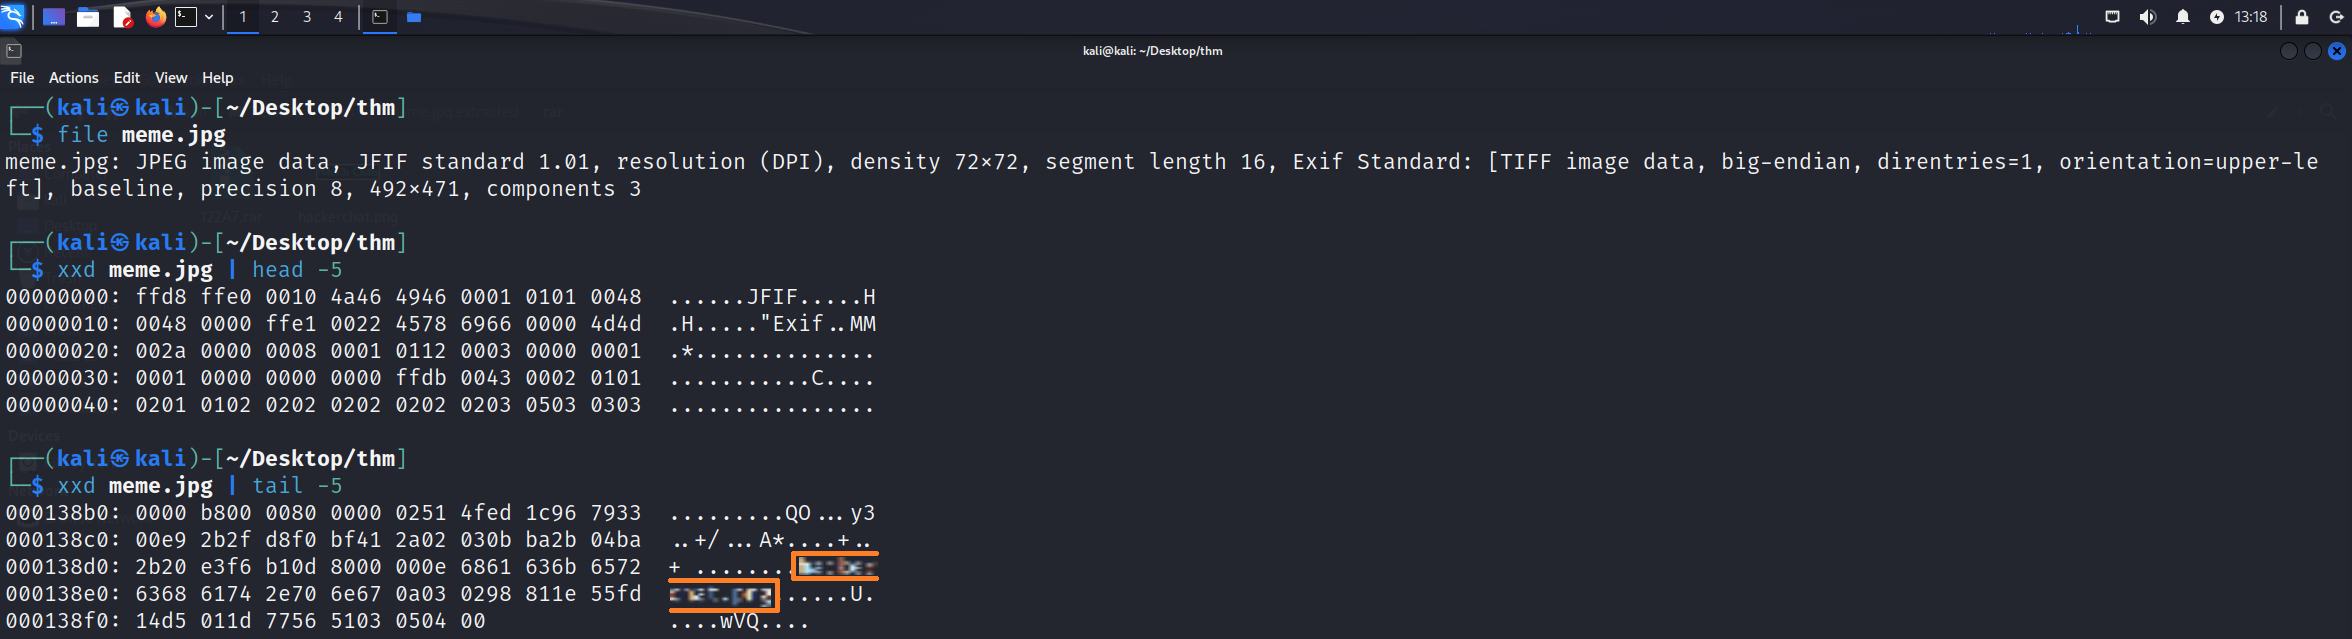 1 2 3 4 13:18
kali@kali: ~/Desktop/thm
File Actions Edit View Help
┌──(kali㉿kali)-[~/Desktop/thm]
└─$ file meme.jpg
meme.jpg: JPEG image data, JFIF standard 1.01, resolution (DPI), density 72×72, segment length 16, Exif Standard: [TIFF image data, big-endian, direntries=1, orientation=upper-le
ft], baseline, precision 8, 492×471, components 3
┌──(kali㉿kali)-[~/Desktop/thm]
└─$ xxd meme.jpg | head -5
00000000: ffd8 ffe0 0010 4a46 4946 0001 0101 0048  ......JFIF.....H
00000010: 0048 0000 ffe1 0022 4578 6966 0000 4d4d  .H....."Exif..MM
00000020: 002a 0000 0008 0001 0112 0003 0000 0001  .*..............
00000030: 0001 0000 0000 0000 ffdb 0043 0002 0101  ...........C....
00000040: 0201 0102 0202 0202 0202 0203 0503 0303  ................
┌──(kali㉿kali)-[~/Desktop/thm]
└─$ xxd meme.jpg | tail -5
000138b0: 0000 b800 0080 0000 0251 4fed 1c96 7933  .........QO...y3
000138c0: 00e9 2b2f d8f0 bf41 2a02 030b ba2b 04ba  ..+/...A*....+..
000138d0: 2b20 e3f6 b10d 8000 000e 6861 636b 6572  + ........
000138e0: 6368 6174 2e70 6e67 0a03 0298 811e 55fd  ......U.
000138f0: 14d5 011d 7756 5103 0504 00  ....wVQ....